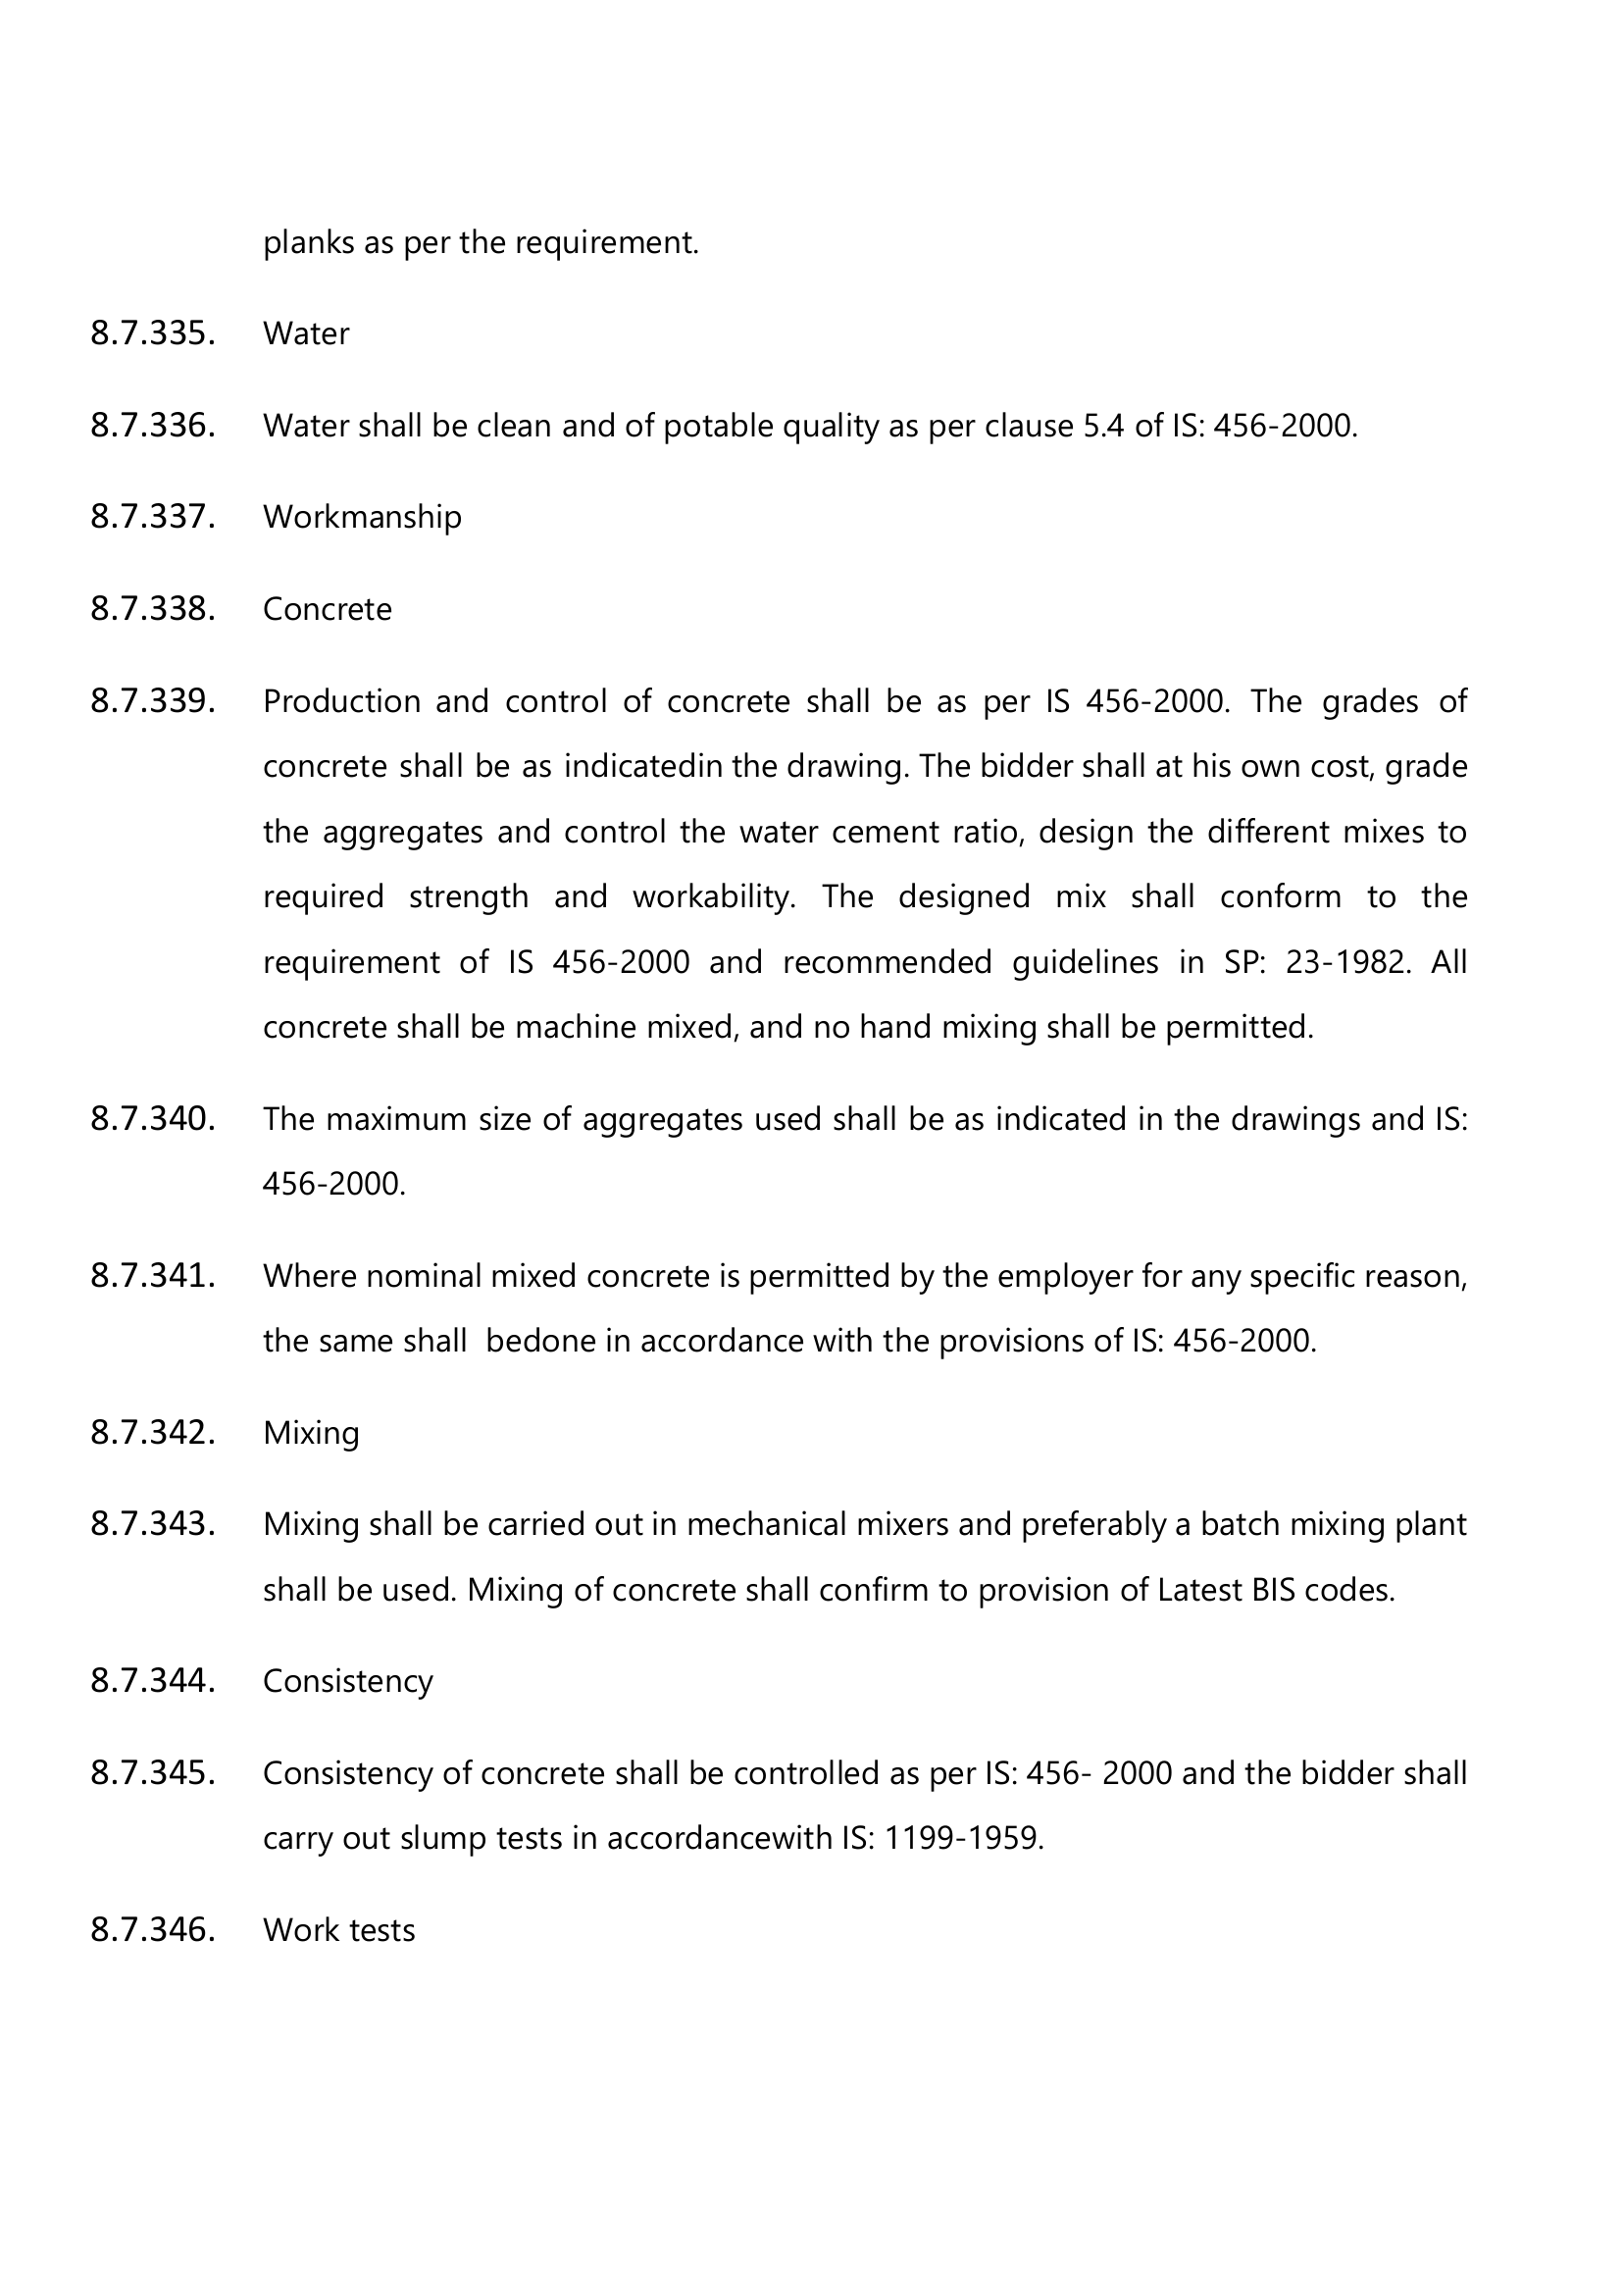 planks as per the requirement.
8.7.335. Water
8.7.336. Water shall be clean and of potable quality as per clause 5.4 of IS: 456-2000.
8.7.337. Workmanship
8.7.338. Concrete
8.7.339. Production and control of concrete shall be as per IS 456-2000. The grades of
concrete shall be as indicatedin the drawing. The bidder shall at his own cost, grade
the aggregates and control the water cement ratio, design the different mixes to
required strength and workability. The designed mix shall conform to the
requirement of IS 456-2000 and recommended guidelines in SP: 23-1982. All
concrete shall be machine mixed, and no hand mixing shall be permitted.
8.7.340. The maximum size of aggregates used shall be as indicated in the drawings and IS:
456-2000.
8.7.341. Where nominal mixed concrete is permitted by the employer for any specific reason,
the same shall  bedone in accordance with the provisions of IS: 456-2000.
8.7.342. Mixing
8.7.343. Mixing shall be carried out in mechanical mixers and preferably a batch mixing plant
shall be used. Mixing of concrete shall confirm to provision of Latest BIS codes.
8.7.344. Consistency
8.7.345. Consistency of concrete shall be controlled as per IS: 456- 2000 and the bidder shall
carry out slump tests in accordancewith IS: 1199-1959.
8.7.346. Work tests